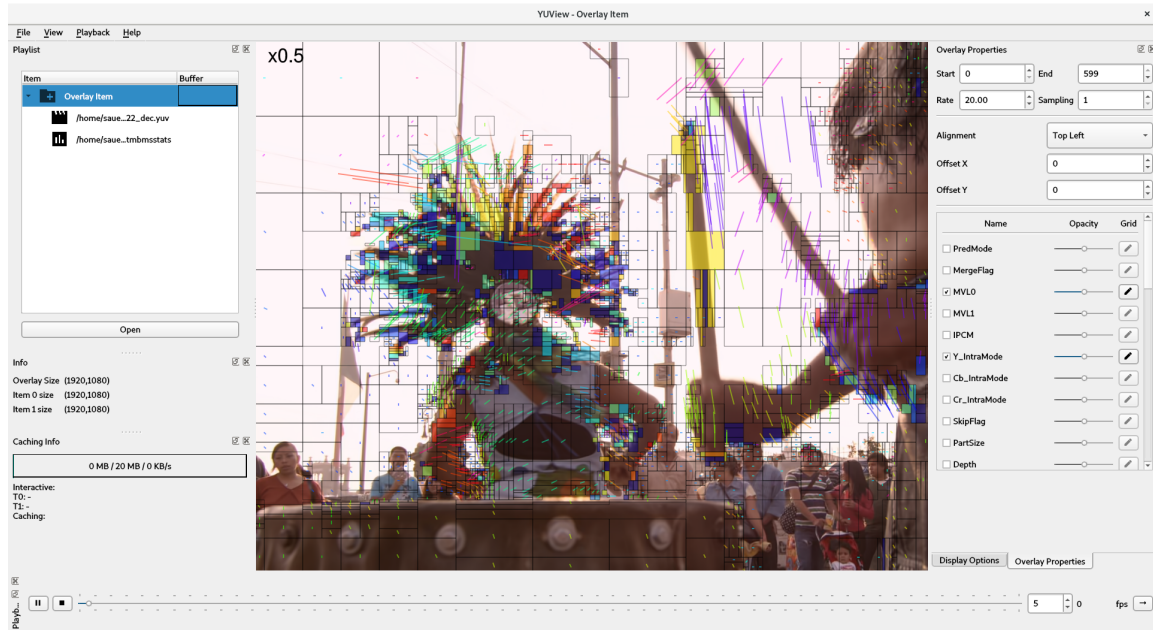 YUView - Overlay Item
File View Playback Help
Playlist
Item Buffer
Overlay Item
/home/saue...22_dec.yuv
/home/saue...tmbmsstats
Open
Info
Overlay Size (1920,1080)
Item 0 size (1920,1080)
Item 1 size (1920,1080)
Caching Info
0 MB / 20 MB / 0 KB/s
Interactive:
T0: -
T1: -
Caching:
x0.5
Overlay Properties
Start 0 End 599
Rate 20.00 Sampling 1
Alignment Top Left
Offset X 0
Offset Y 0
Name Opacity Grid
PredMode
MergeFlag
MVL0
MVL1
IPCM
Y_IntraMode
Cb_IntraMode
Cr_IntraMode
SkipFlag
PartSize
Depth
Display Options Overlay Properties
Playb...
5 0 fps